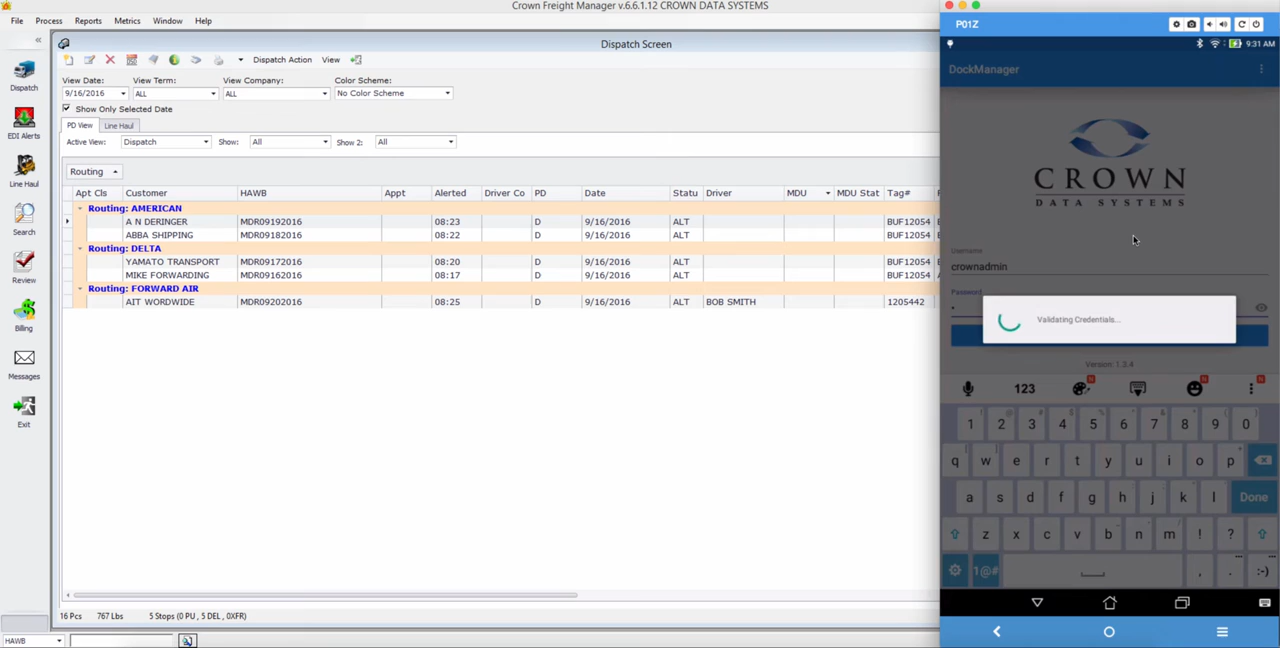 Crown Freight Manager v.6.6.1.12 CROWN DATA SYSTEMS
File Process Reports Metrics Window Help
Dispatch
EDI Alerts
Line Haul
Search
Review
Billing
Messages
Exit
Dispatch Screen
Dispatch Action View
View Date: View Term: View Company: Color Scheme:
9/16/2016 ALL ALL No Color Scheme
Show Only Selected Date
PD View Line Haul
Active View: Dispatch Show: All Show 2: All
Routing
Apt Cls Customer HAWB Appt Alerted Driver Co PD Date Statu Driver MDU MDU Stat Tag#
Routing: AMERICAN
A N DERINGER MDR09192016 08:23 D 9/16/2016 ALT BUF12054
ABBA SHIPPING MDR09182016 08:22 D 9/16/2016 ALT BUF12054
Routing: DELTA
YAMATO TRANSPORT MDR09172016 08:20 D 9/16/2016 ALT BUF12054
MIKE FORWARDING MDR09162016 08:17 D 9/16/2016 ALT BUF12054
Routing: FORWARD AIR
AIT WORDWIDE MDR09202016 08:25 D 9/16/2016 ALT BOB SMITH 1205442
16 Pcs 767 Lbs 5 Stops (0 PU , 5 DEL , 0XFR)
HAWB
P01Z
9:31 AM
DockManager
CROWN
DATA SYSTEMS
Username
crownadmin
Password
Validating Credentials...
Version: 1.2.4
123
1 2 3 4 5 6 7 8 9 0
q w e r t y u i o p
a s d f g h j k l Done
z x c v b n m ! ?
1@# , . :-)